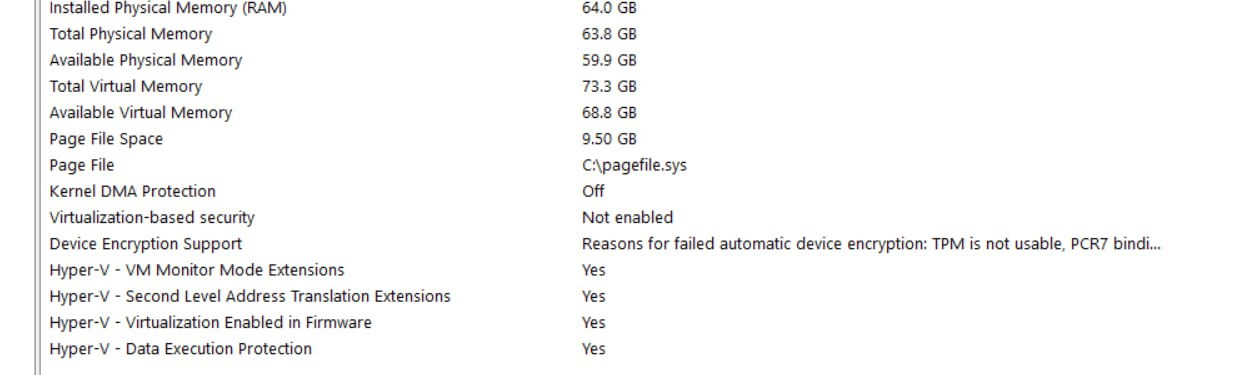 Installed Physical Memory (RAM) 64.0 GB
Total Physical Memory 63.8 GB
Available Physical Memory 59.9 GB
Total Virtual Memory 73.3 GB
Available Virtual Memory 68.8 GB
Page File Space 9.50 GB
Page File C:\pagefile.sys
Kernel DMA Protection Off
Virtualization-based security Not enabled
Device Encryption Support Reasons for failed automatic device encryption: TPM is not usable, PCR7 bindi...
Hyper-V - VM Monitor Mode Extensions Yes
Hyper-V - Second Level Address Translation Extensions Yes
Hyper-V - Virtualization Enabled in Firmware Yes
Hyper-V - Data Execution Protection Yes